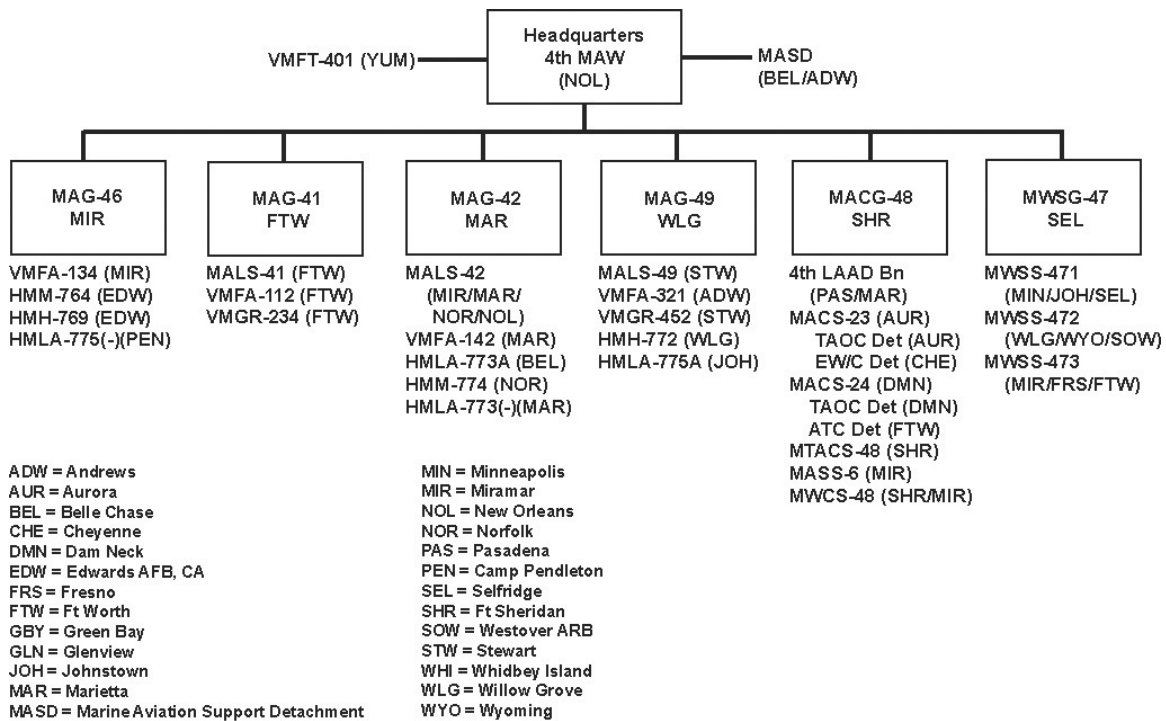 Headquarters
4th MAW
(NOL)
VMFT-401 (YUM)
MASD
(BEL/ADW)
MAG-46
MIR
VMFA-134 (MIR)
HMM-764 (EDW)
HMH-769 (EDW)
HMLA-775(-)(PEN)
MAG-41
FTW
MALS-41 (FTW)
VMFA-112 (FTW)
VMGR-234 (FTW)
MAG-42
MAR
MALS-42
(MIR/MAR/
NOR/NOL)
VMFA-142 (MAR)
HMLA-773A (BEL)
HMM-774 (NOR)
HMLA-773(-)(MAR)
MAG-49
WLG
MALS-49 (STW)
VMFA-321 (ADW)
VMGR-452 (STW)
HMH-772 (WLG)
HMLA-775A (JOH)
MACG-48
SHR
4th LAAD Bn
(PAS/MAR)
MACS-23 (AUR)
TAOC Det (AUR)
EW/C Det (CHE)
MACS-24 (DMN)
TAOC Det (DMN)
ATC Det (FTW)
MTACS-48 (SHR)
MASS-6 (MIR)
MWCS-48 (SHR/MIR)
MWSG-47
SEL
MWSS-471
(MIN/JOH/SEL)
MWSS-472
(WLG/WYO/SOW)
MWSS-473
(MIR/FRS/FTW)
ADW = Andrews
AUR = Aurora
BEL = Belle Chase
CHE = Cheyenne
DMN = Dam Neck
EDW = Edwards AFB, CA
FRS = Fresno
FTW = Ft Worth
GBY = Green Bay
GLN = Glenview
JOH = Johnstown
MAR = Marietta
MASD = Marine Aviation Support Detachment
MIN = Minneapolis
MIR = Miramar
NOL = New Orleans
NOR = Norfolk
PAS = Pasadena
PEN = Camp Pendleton
SEL = Selfridge
SHR = Ft Sheridan
SOW = Westover ARB
STW = Stewart
WHI = Whidbey Island
WLG = Willow Grove
WYO = Wyoming